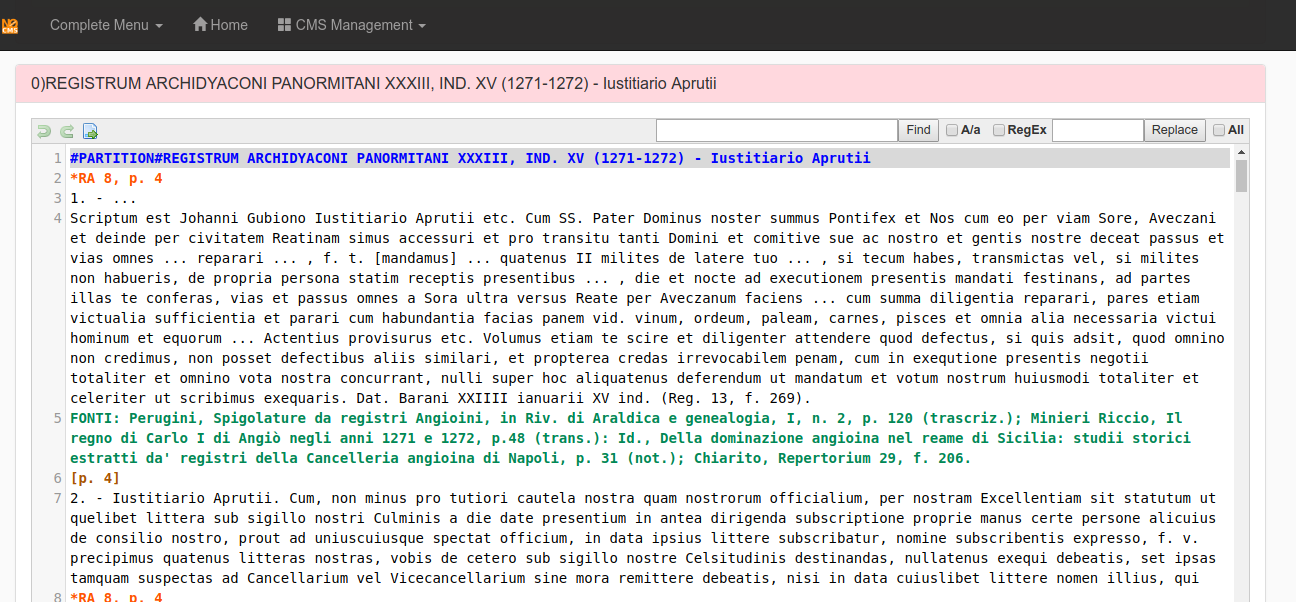 N2 CMS
Complete Menu Home CMS Management
0)REGISTRUM ARCHIDYACONI PANORMITANI XXXIII, IND. XV (1271-1272) - Iustitiario Aprutii
Find A/a RegEx Replace All
1 #PARTITION#REGISTRUM ARCHIDYACONI PANORMITANI XXXIII, IND. XV (1271-1272) - Iustitiario Aprutii
2 *RA 8, p. 4
3 1. - ...
4 Scriptum est Johanni Gubiono Iustitiario Aprutii etc. Cum SS. Pater Dominus noster summus Pontifex et Nos cum eo per viam Sore, Aveczani
et deinde per civitatem Reatinam simus accessuri et pro transitu tanti Domini et comitive sue ac nostro et gentis nostre deceat passus et
vias omnes ... reparari ... , f. t. [mandamus] ... quatenus II milites de latere tuo ... , si tecum habes, transmictas vel, si milites
non habueris, de propria persona statim receptis presentibus ... , die et nocte ad executionem presentis mandati festinans, ad partes
illas te conferas, vias et passus omnes a Sora ultra versus Reate per Aveczanum faciens ... cum summa diligentia reparari, pares etiam
victualia sufficientia et parari cum habundantia facias panem vid. vinum, ordeum, paleam, carnes, pisces et omnia alia necessaria victui
hominum et equorum ... Actentius provisurus etc. Volumus etiam te scire et diligenter attendere quod defectus, si quis adsit, quod omnino
non credimus, non posset defectibus aliis similari, et propterea credas irrevocabilem penam, cum in exequtione presentis negotii
totaliter et omnino vota nostra concurrant, nulli super hoc aliquatenus deferendum ut mandatum et votum nostrum huiusmodi totaliter et
celeriter ut scribimus exequaris. Dat. Barani XXIIII ianuarii XV ind. (Reg. 13, f. 269).
5 FONTI: Perugini, Spigolature da registri Angioini, in Riv. di Araldica e genealogia, I, n. 2, p. 120 (trascriz.); Minieri Riccio, Il
regno di Carlo I di Angiò negli anni 1271 e 1272, p.48 (trans.): Id., Della dominazione angioina nel reame di Sicilia: studii storici
estratti da' registri della Cancelleria angioina di Napoli, p. 31 (not.); Chiarito, Repertorium 29, f. 206.
6 [p. 4]
7 2. - Iustitiario Aprutii. Cum, non minus pro tutiori cautela nostra quam nostrorum officialium, per nostram Excellentiam sit statutum ut
quelibet littera sub sigillo nostri Culminis a die date presentium in antea dirigenda subscriptione proprie manus certe persone alicuius
de consilio nostro, prout ad uniuscuiusque spectat officium, in data ipsius littere subscribatur, nomine subscribentis expresso, f. v.
precipimus quatenus litteras nostras, vobis de cetero sub sigillo nostre Celsitudinis destinandas, nullatenus exequi debeatis, set ipsas
tamquam suspectas ad Cancellarium vel Vicecancellarium sine mora remittere debeatis, nisi in data cuiuslibet littere nomen illius, qui
8 *RA 8, p. 4